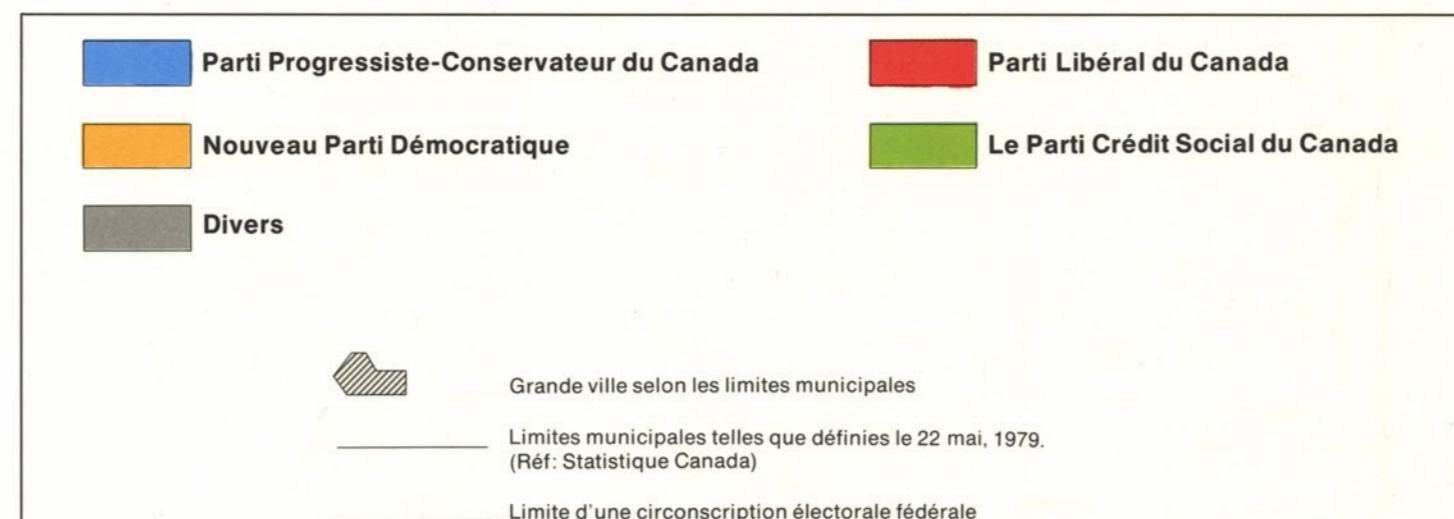 Parti Progressiste-Conservateur du Canada
Parti Libéral du Canada
Nouveau Parti Démocratique
Le Parti Crédit Social du Canada
Divers
Grande ville selon les limites municipales
Limites municipales telles que définies le 22 mai, 1979.
(Réf: Statistique Canada)
Limite d'une circonscription électorale fédérale